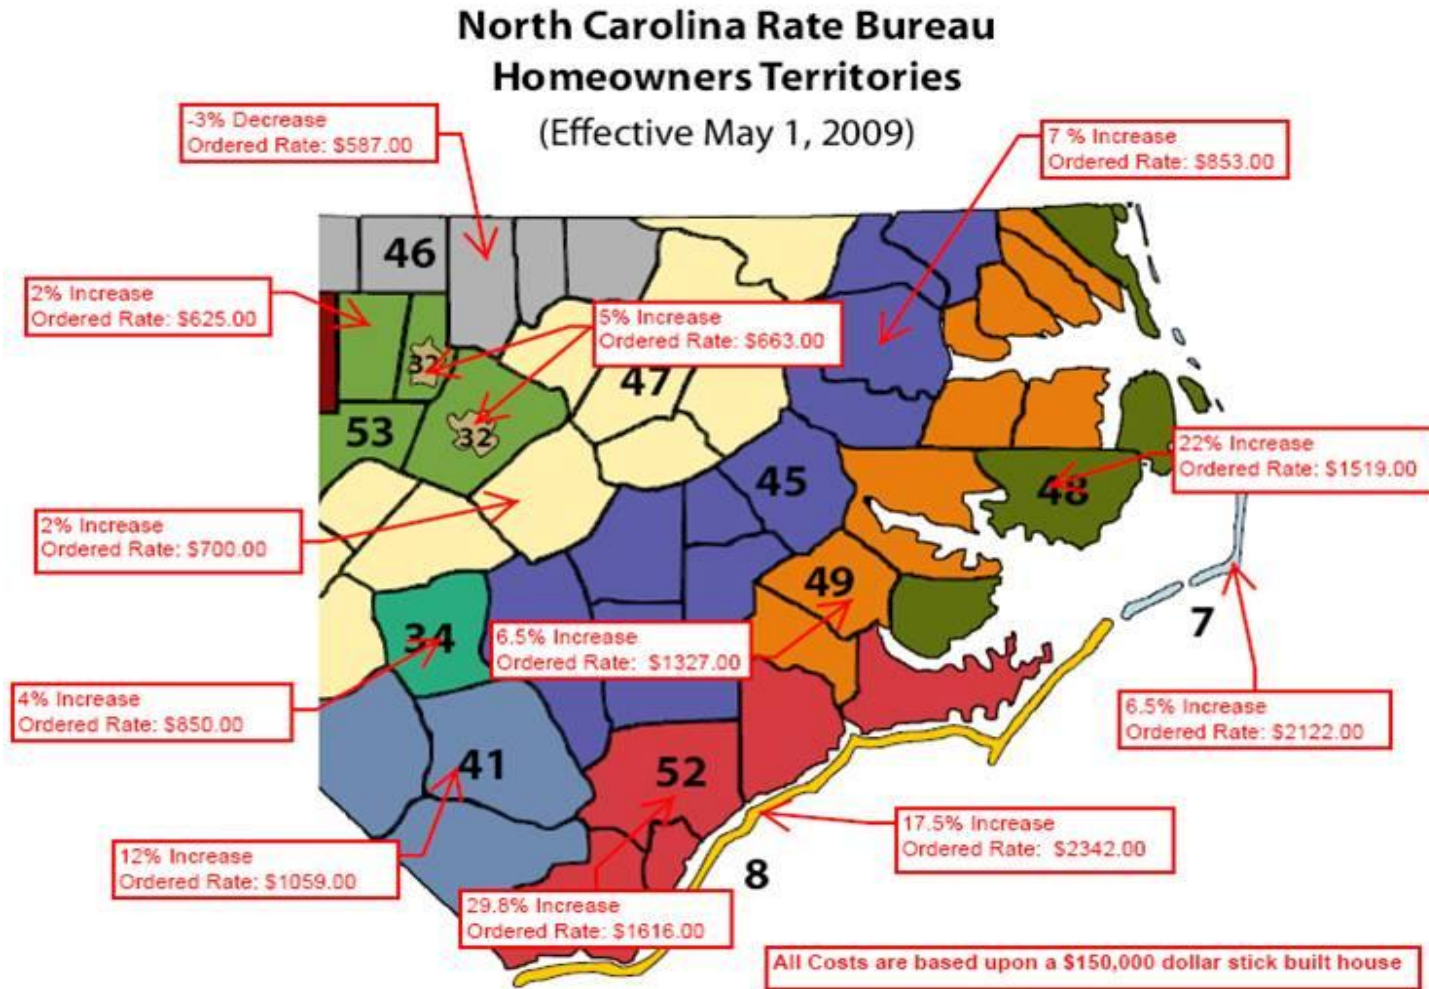 North Carolina Rate Bureau
Homeowners Territories
(Effective May 1, 2009)
-3% Decrease
Ordered Rate: $587.00
7 % Increase
Ordered Rate: $853.00
46
2% Increase
Ordered Rate: $625.00
5% Increase
Ordered Rate: $663.00
32
47
32
53
45
22% Increase
Ordered Rate: $1519.00
48
2% Increase
Ordered Rate: $700.00
49
7
34
6.5% Increase
Ordered Rate: $1327.00
4% Increase
Ordered Rate: $850.00
6.5% Increase
Ordered Rate: $2122.00
41
52
17.5% Increase
Ordered Rate: $2342.00
12% Increase
Ordered Rate: $1059.00
8
29.8% Increase
Ordered Rate: $1616.00
All Costs are based upon a $150,000 dollar stick built house